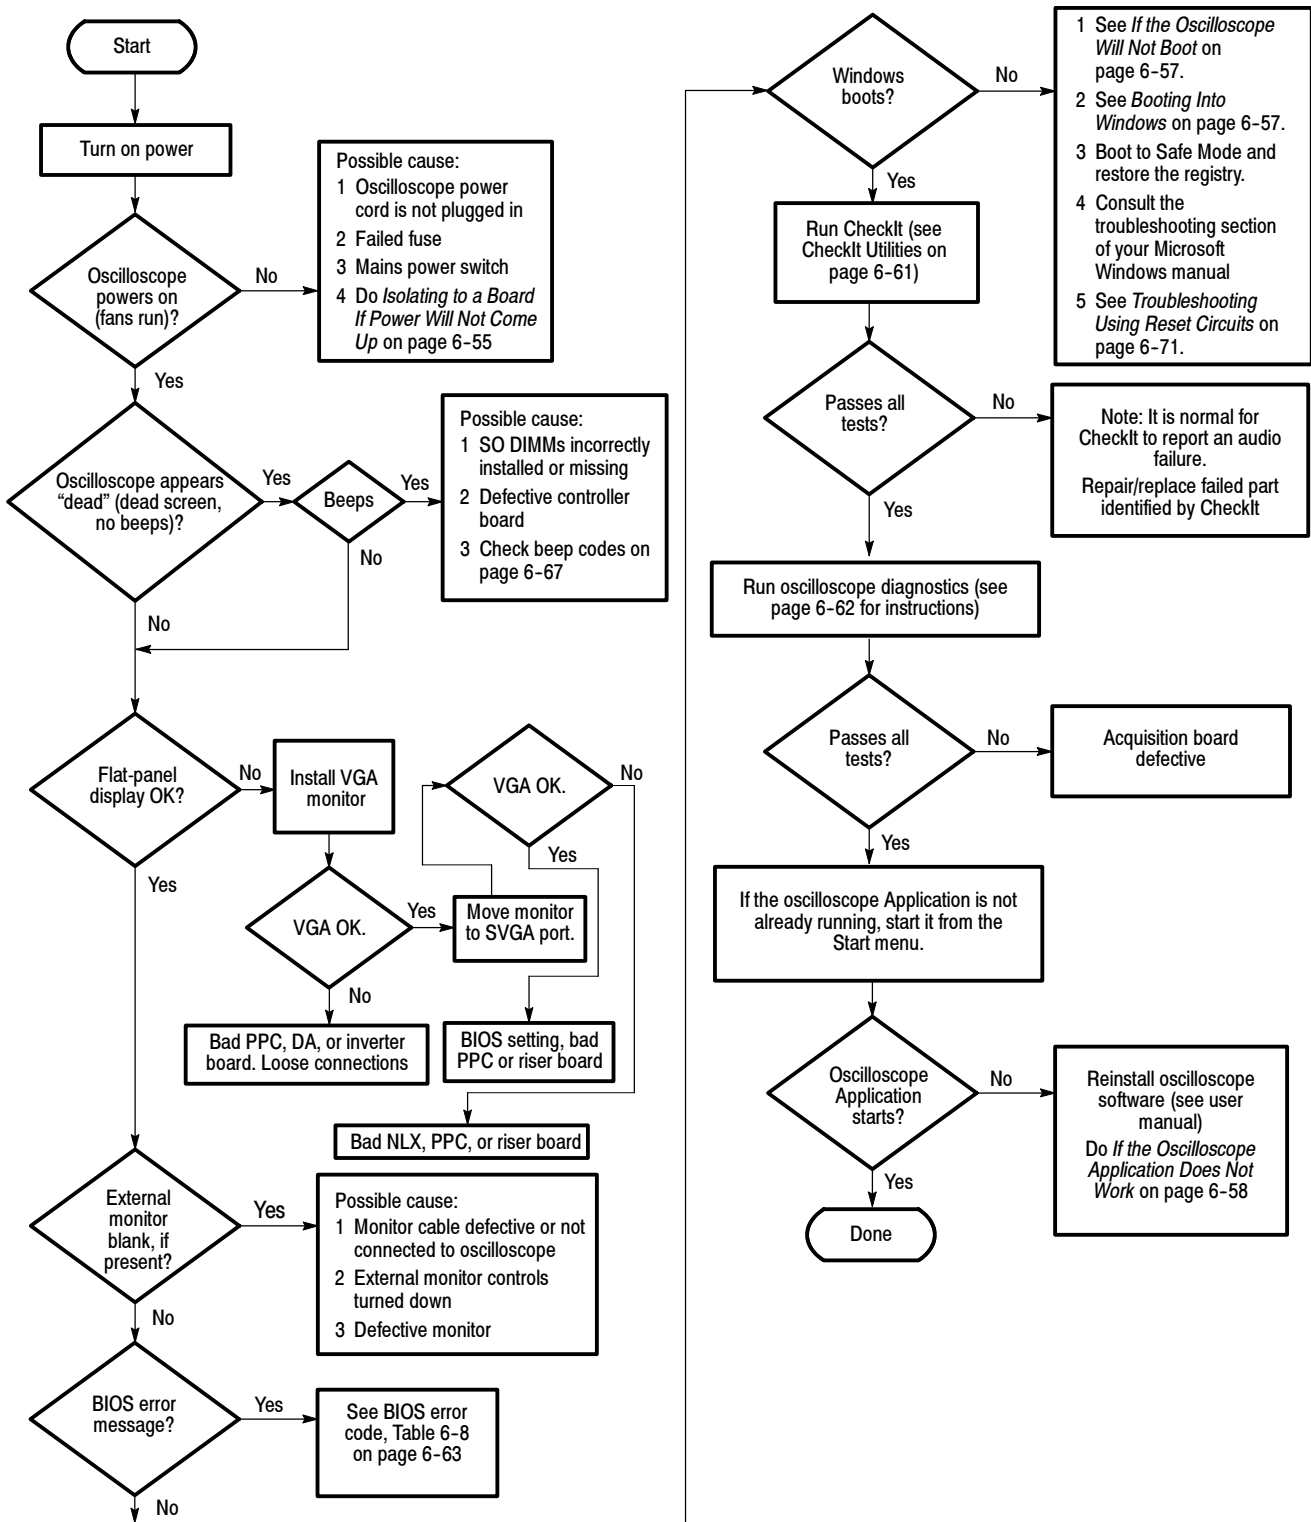 Start
Turn on power
Oscilloscope
powers on
(fans run)?
No
Possible cause:
1 Oscilloscope power
cord is not plugged in
2 Failed fuse
3 Mains power switch
4 Do Isolating to a Board
If Power Will Not Come
Up on page 6-55
Yes
Oscilloscope appears
“dead” (dead screen,
no beeps)?
Yes
Beeps
Yes
Possible cause:
1 SO DIMMs incorrectly
installed or missing
2 Defective controller
board
3 Check beep codes on
page 6-67
No
No
Flat-panel
display OK?
No
Install VGA
monitor
VGA OK.
No
Yes
Yes
VGA OK.
Yes
Move monitor
to SVGA port.
No
Bad PPC, DA, or inverter
board. Loose connections
BIOS setting, bad
PPC or riser board
Bad NLX, PPC, or riser board
External
monitor
blank, if
present?
Yes
Possible cause:
1 Monitor cable defective or not
connected to oscilloscope
2 External monitor controls
turned down
3 Defective monitor
No
BIOS error
message?
Yes
See BIOS error
code, Table 6-8
on page 6-63
No
Windows
boots?
No
1 See If the Oscilloscope
Will Not Boot on
page 6-57.
2 See Booting Into
Windows on page 6-57.
3 Boot to Safe Mode and
restore the registry.
4 Consult the
troubleshooting section
of your Microsoft
Windows manual
5 See Troubleshooting
Using Reset Circuits on
page 6-71.
Yes
Run CheckIt (see
CheckIt Utilities on
page 6-61)
Passes all
tests?
No
Note: It is normal for
CheckIt to report an audio
failure.
Repair/replace failed part
identified by CheckIt
Yes
Run oscilloscope diagnostics (see
page 6-62 for instructions)
Passes all
tests?
No
Acquisition board
defective
Yes
If the oscilloscope Application is not
already running, start it from the
Start menu.
Oscilloscope
Application
starts?
No
Reinstall oscilloscope
software (see user
manual)
Do If the Oscilloscope
Application Does Not
Work on page 6-58
Yes
Done